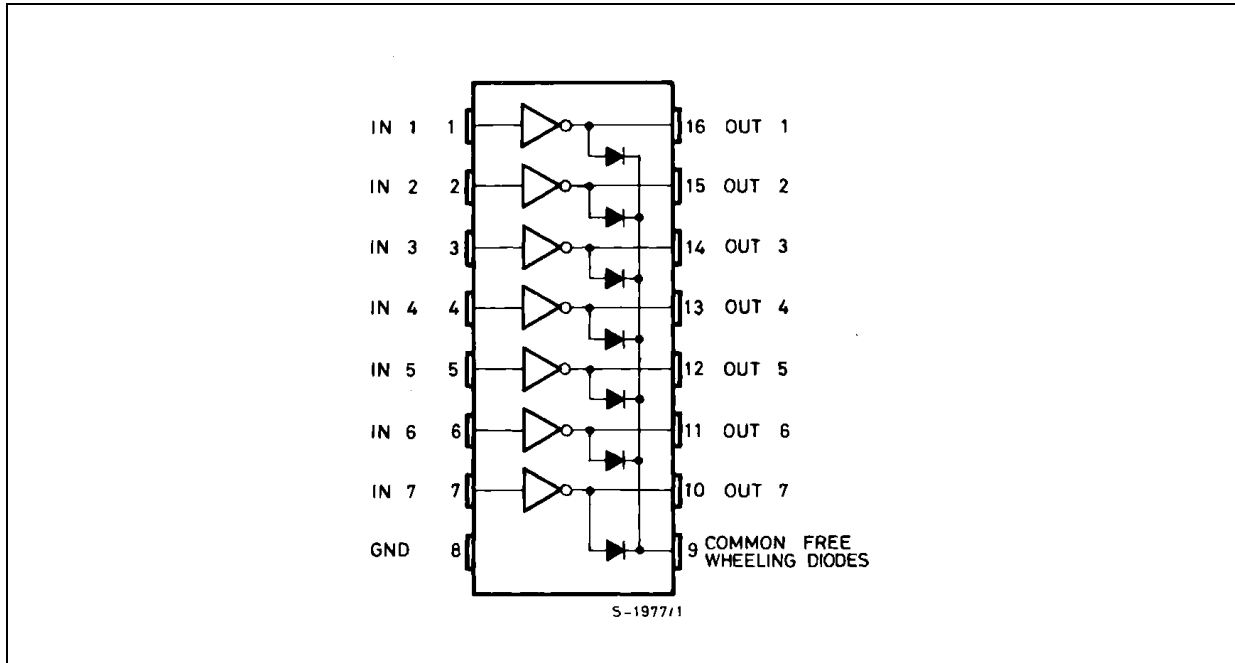 IN 1 1 16 OUT 1
IN 2 2 15 OUT 2
IN 3 3 14 OUT 3
IN 4 4 13 OUT 4
IN 5 5 12 OUT 5
IN 6 6 11 OUT 6
IN 7 7 10 OUT 7
GND 8 9 COMMON FREE
WHEELING DIODES
S-1977/1